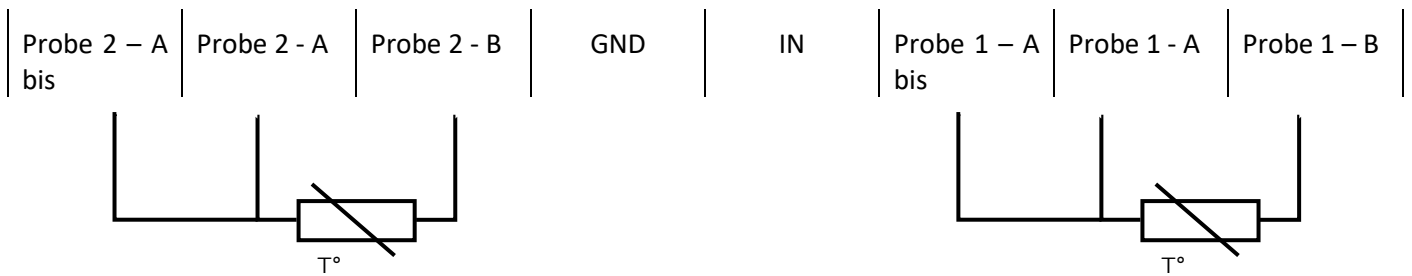 Probe 2 – A bis
Probe 2 - A
Probe 2 - B
GND
IN
Probe 1 – A bis
Probe 1 - A
Probe 1 – B
T°
T°